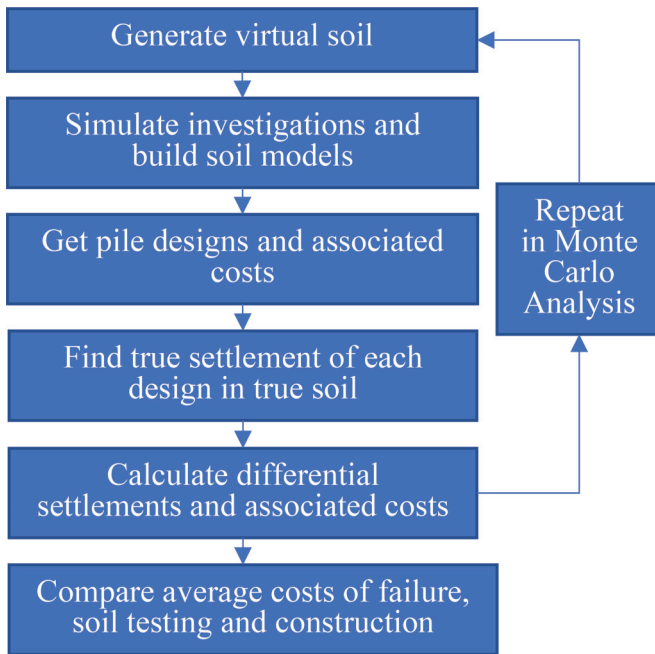 Generate virtual soil
Simulate investigations and
build soil models
Get pile designs and associated
costs
Find true settlement of each
design in true soil
Calculate differential
settlements and associated costs
Compare average costs of failure,
soil testing and construction
Repeat
in Monte
Carlo
Analysis